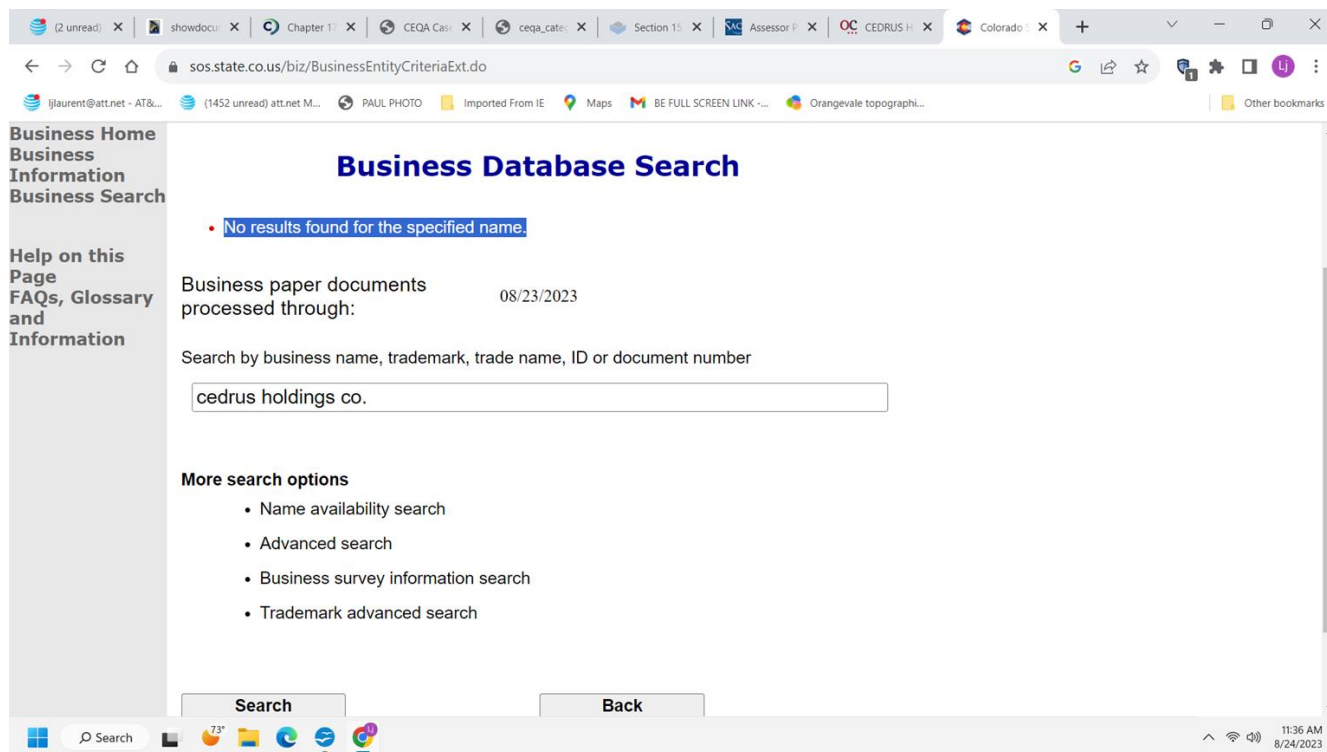 (2 unread)
showdocu
Chapter 17
CEQA Case
ceqa_categ
Section 15
Assessor P
CEDRUS H
Colorado S
sos.state.co.us/biz/BusinessEntityCriteriaExt.do
ljlaurent@att.net - AT&...
(1452 unread) att.net M...
PAUL PHOTO
Imported From IE
Maps
BE FULL SCREEN LINK -...
Orangevale topographi...
Other bookmarks
Business Home
Business
Information
Business Search
Help on this
Page
FAQs, Glossary
and
Information
Business Database Search
• No results found for the specified name.
Business paper documents
processed through:
08/23/2023
Search by business name, trademark, trade name, ID or document number
cedrus holdings co.
More search options
• Name availability search
• Advanced search
• Business survey information search
• Trademark advanced search
Search
Back
Search
73°
11:36 AM
8/24/2023